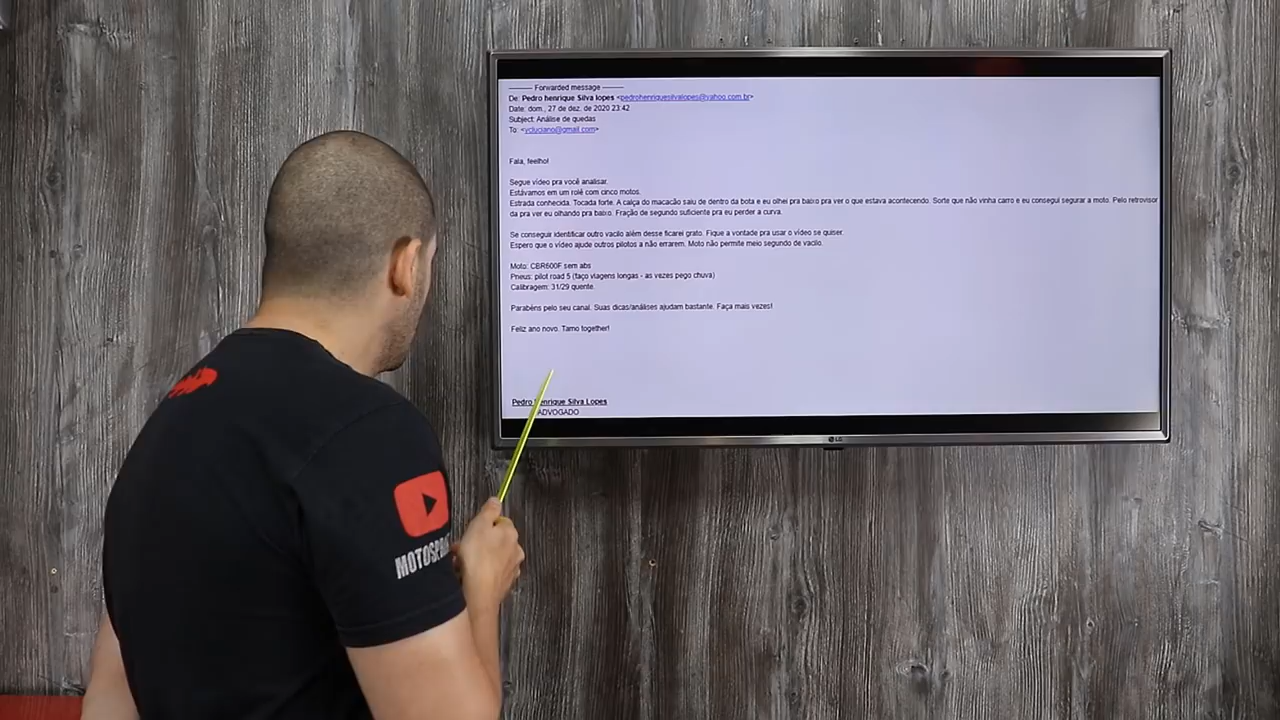 ---------- Forwarded message ----------
De: Pedro henrique Silva lopes <pedrohenriquesilvalopes@yahoo.com.br>
Date: dom., 27 de dez. de 2020 23:42
Subject: Análise de quedas
To: <vcluciano@gmail.com>
Fala, feelho!
Segue vídeo pra você analisar.
Estávamos em um rolê com cinco motos.
Estrada conhecida. Tocada forte. A calça do macacão saiu de dentro da bota e eu olhei pra baixo pra ver o que estava acontecendo. Sorte que não vinha carro e eu consegui segurar a moto. Pelo retrovisor
da pra ver eu olhando pra baixo. Fração de segundo suficiente pra eu perder a curva.
Se conseguir identificar outro vacilo além desse ficarei grato. Fique a vontade pra usar o vídeo se quiser.
Espero que o vídeo ajude outros pilotos a não errarem. Moto não permite meio segundo de vacilo.
Moto: CBR600F sem abs
Pneus: pilot road 5 (faço viagens longas - as vezes pego chuva)
Calibragem: 31/29 quente.
Parabéns pelo seu canal. Suas dicas/análises ajudam bastante. Faça mais vezes!
Feliz ano novo. Tamo together!
Pedro Henrique Silva Lopes
ADVOGADO
LG